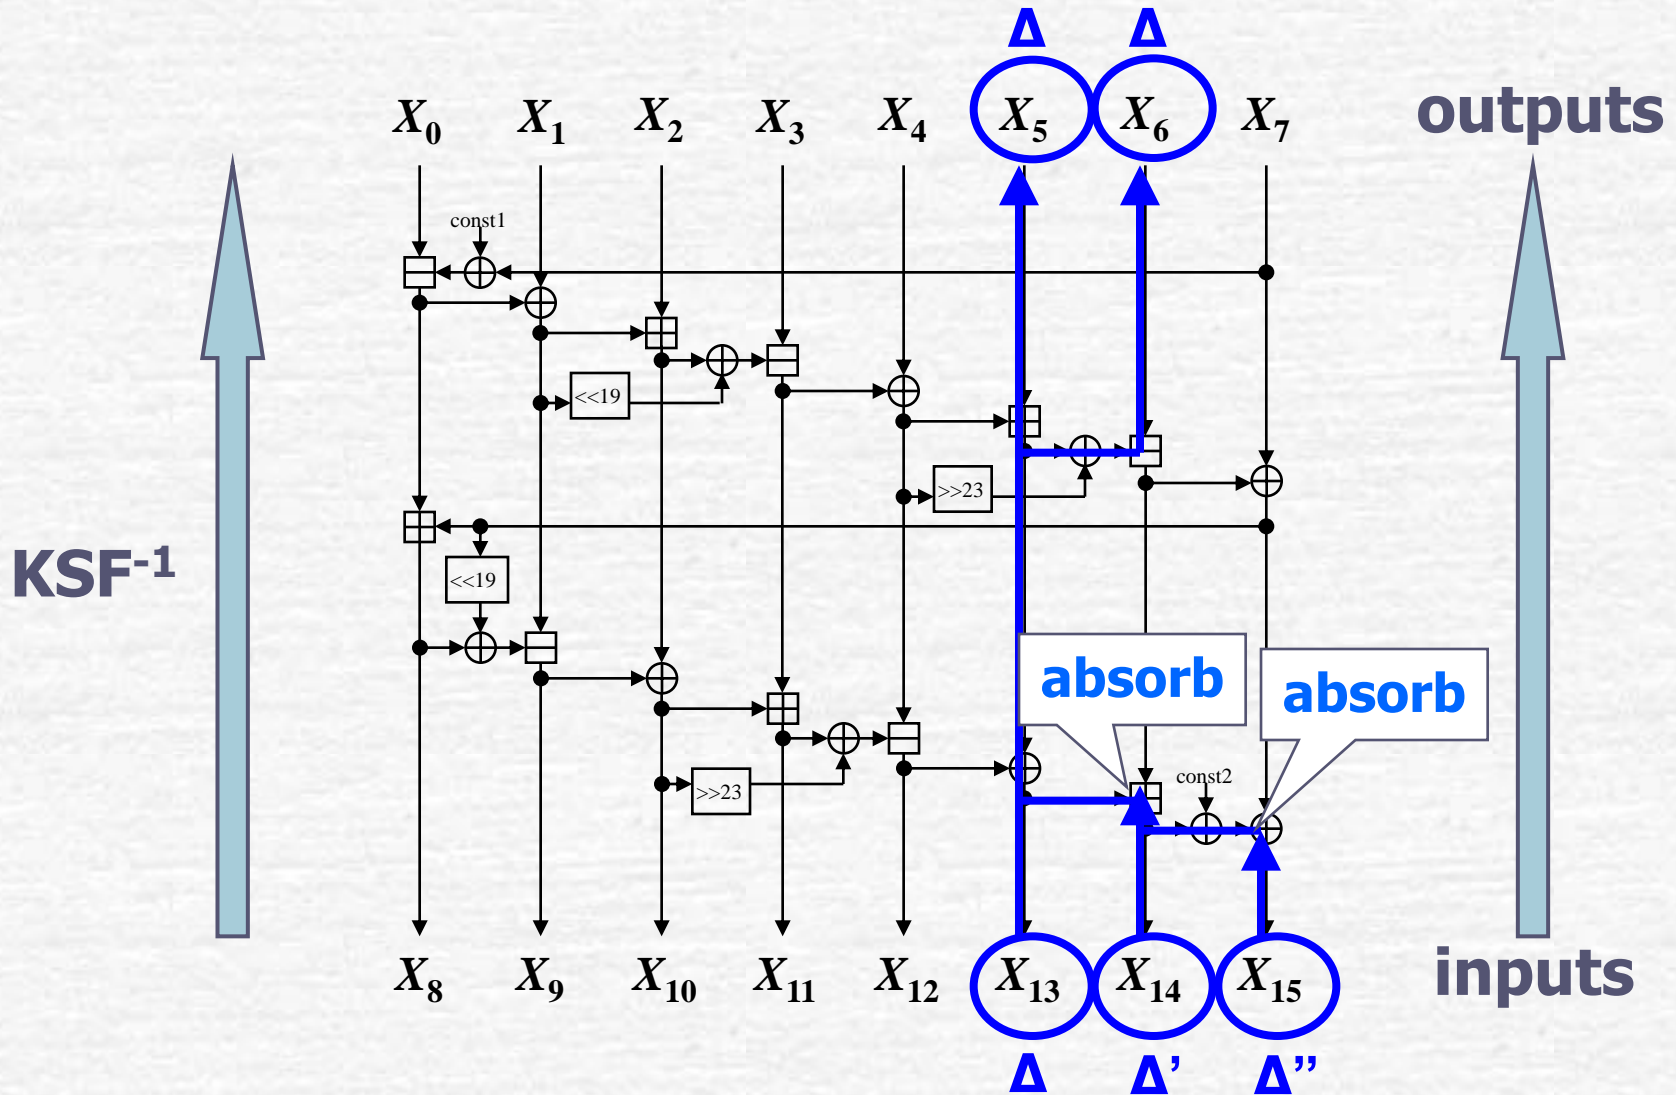 Δ Δ
X0 X1 X2 X3 X4 X5 X6 X7
outputs
const1
<<19
>>23
<<19
KSF-1
absorb absorb
>>23
const2
X8 X9 X10 X11 X12 X13 X14 X15
inputs
Δ Δ’ Δ’’